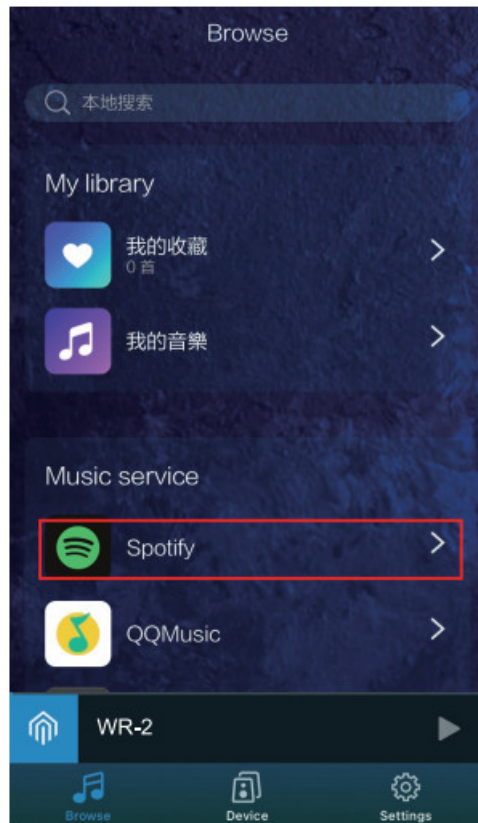 Browse
本地搜索
My library
我的收藏
0 首
我的音樂
Music service
Spotify
QQMusic
WR-2
Browse
Device
Settings